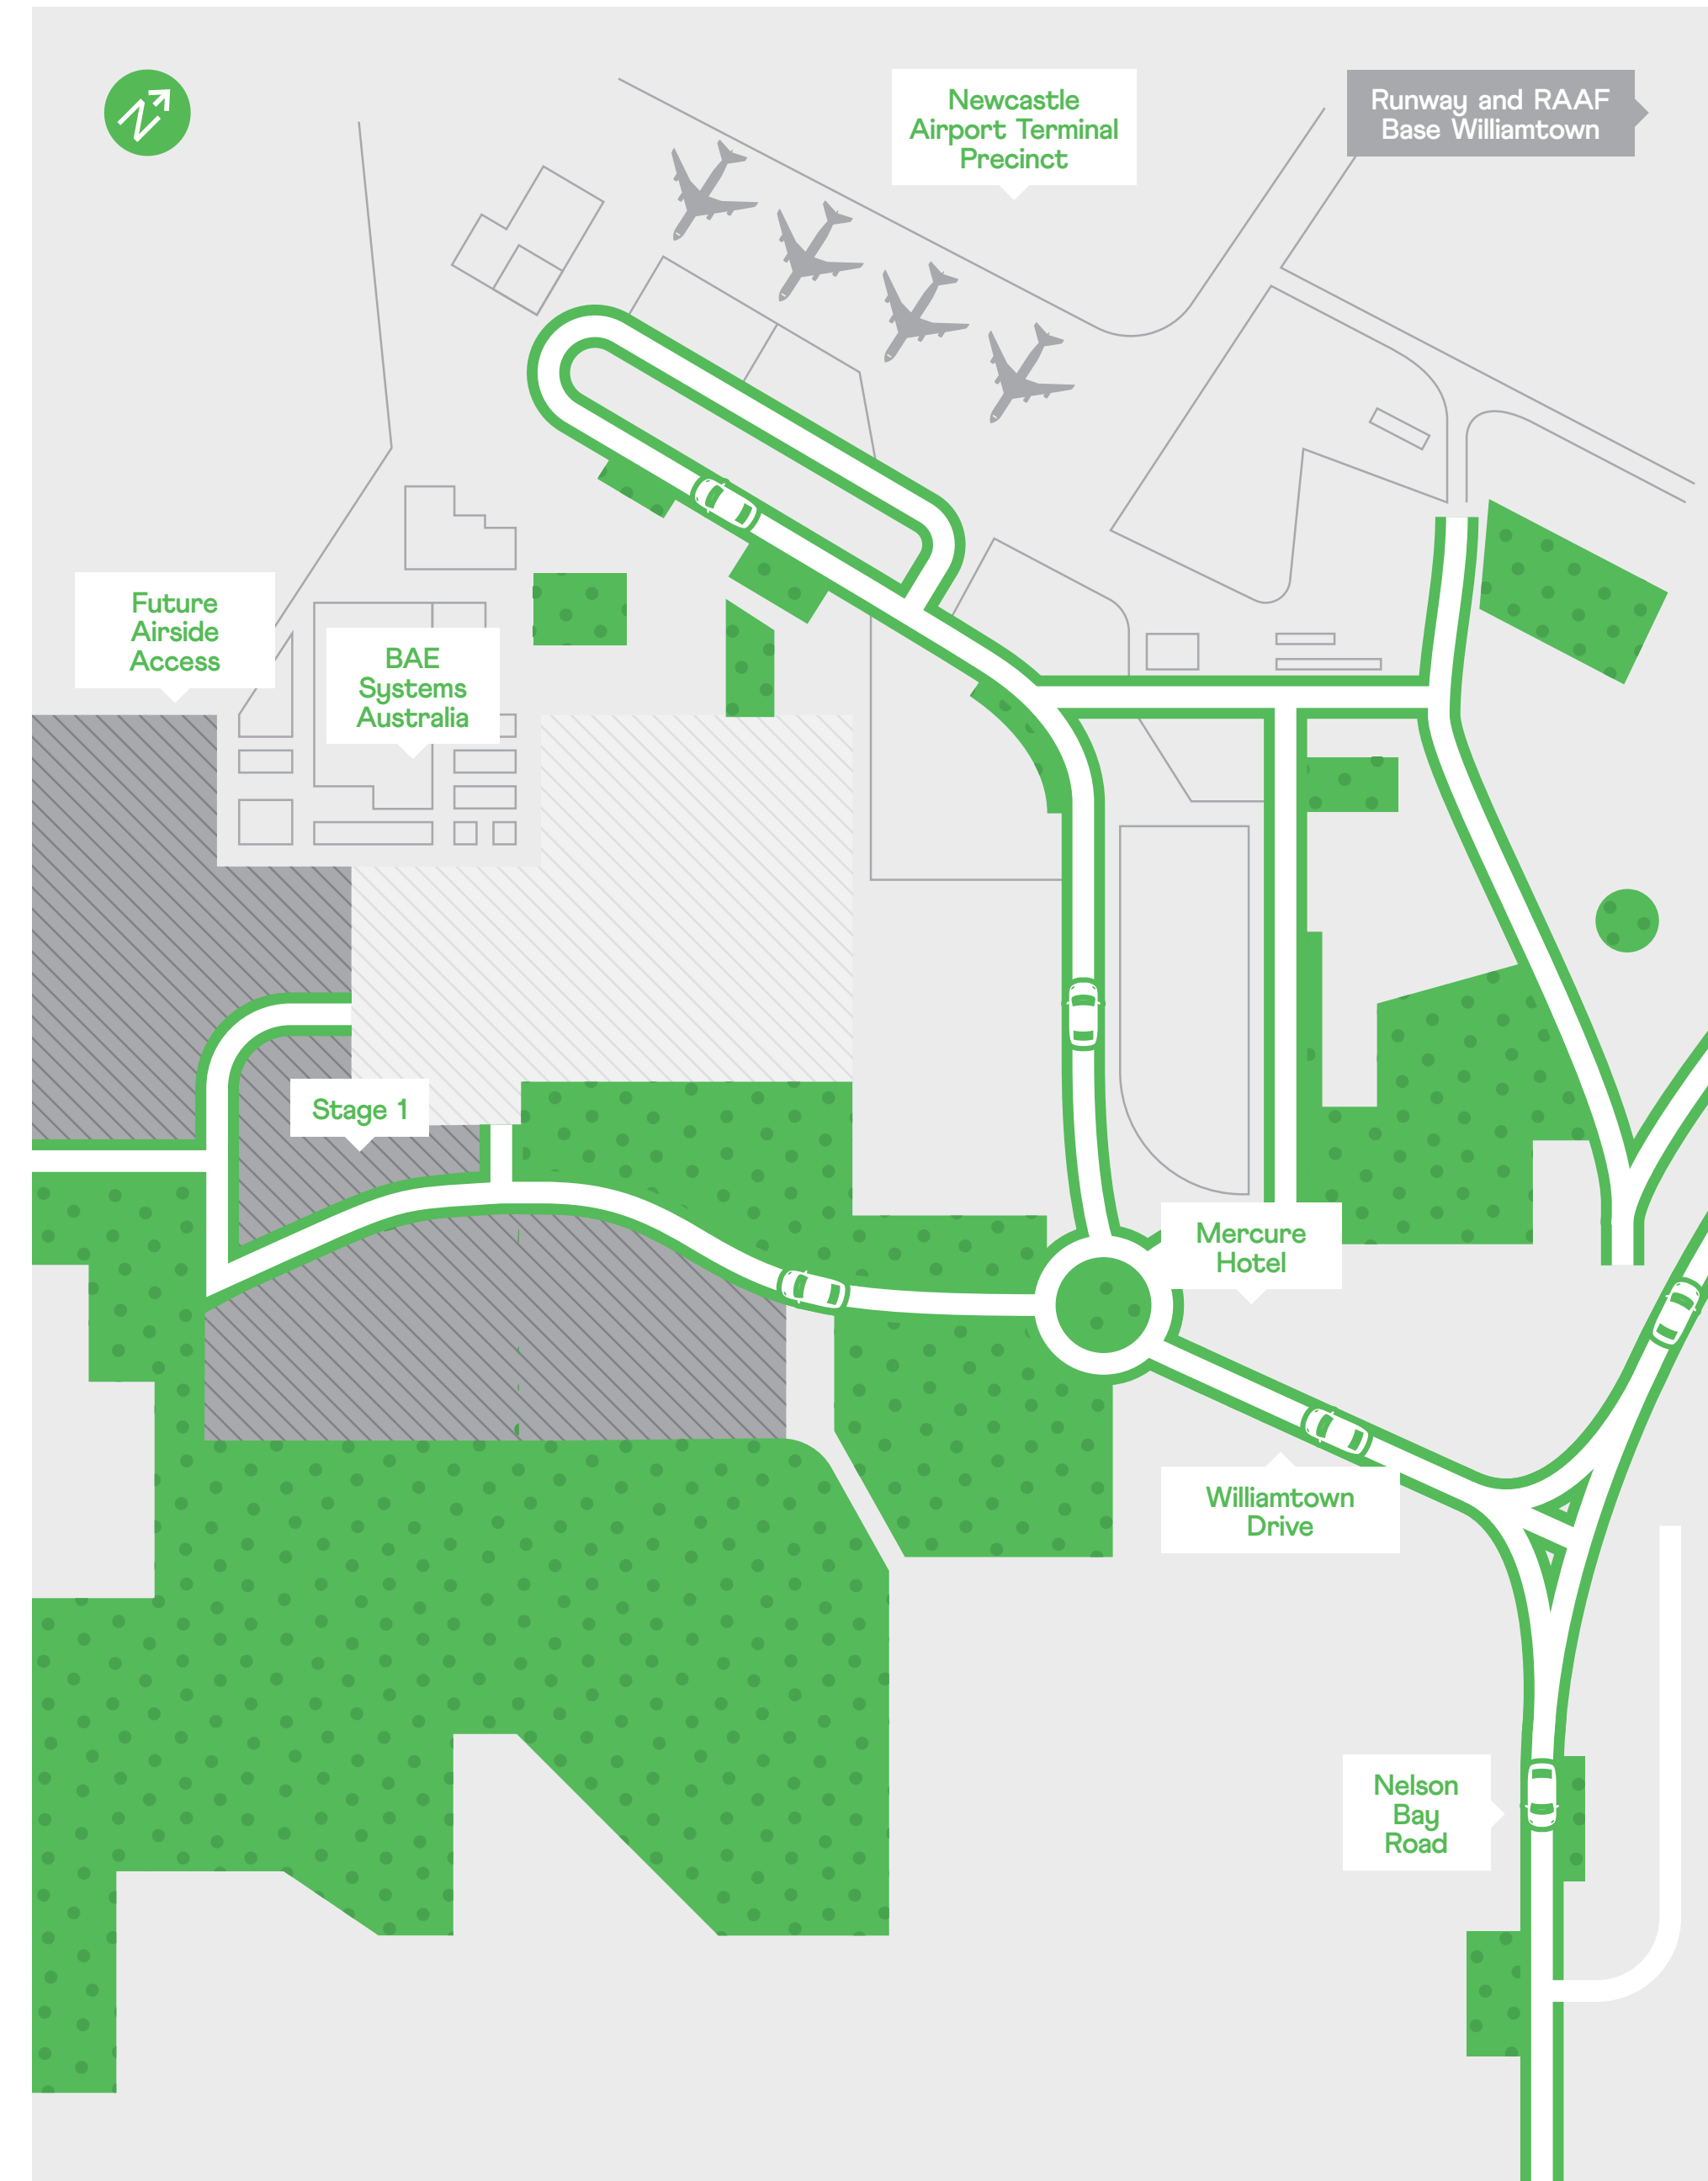 N
Newcastle
Airport Terminal
Precinct
Runway and RAAF
Base Williamtown
Future
Airside
Access
BAE
Systems
Australia
Stage 1
Mercure
Hotel
Williamtown
Drive
Nelson
Bay
Road